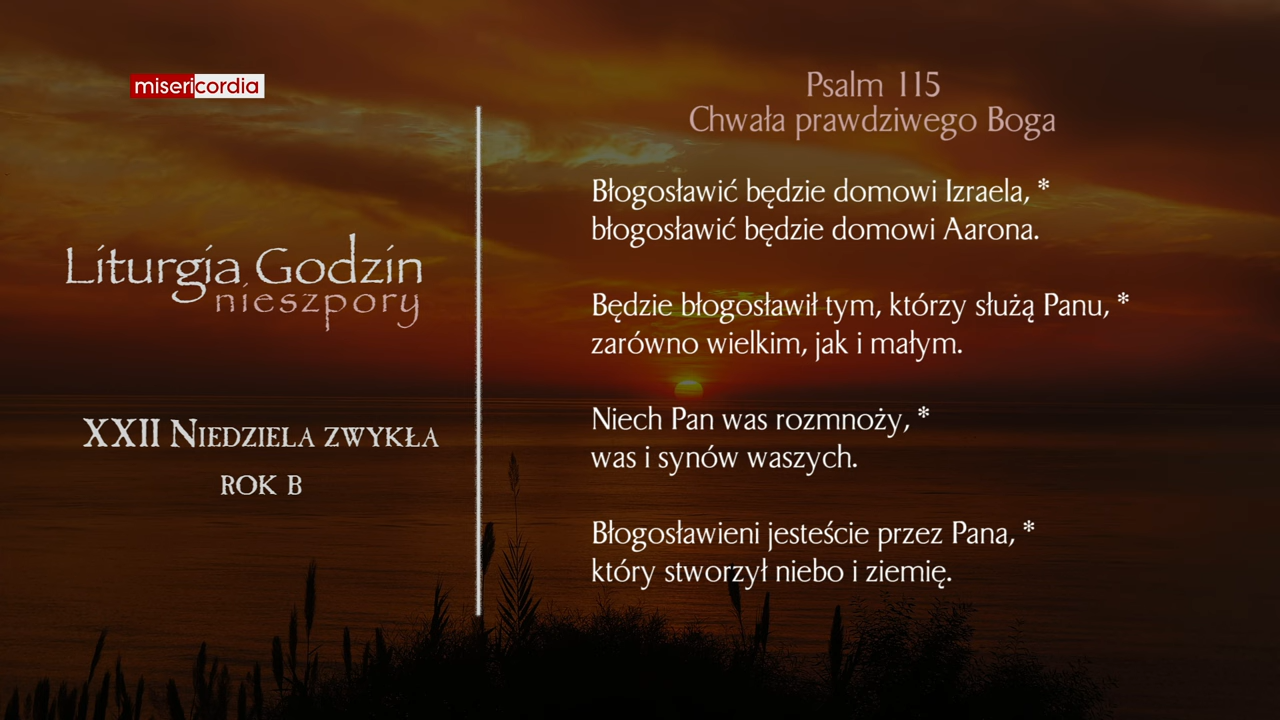 misericordia
Liturgia Godzin
nieszpory
XXII Niedziela zwykła
rok B
Psalm 115
Chwała prawdziwego Boga
Błogosławić będzie domowi Izraela, *
błogosławić będzie domowi Aarona.
Będzie błogosławił tym, którzy służą Panu, *
zarówno wielkim, jak i małym.
Niech Pan was rozmnoży, *
was i synów waszych.
Błogosławieni jesteście przez Pana, *
który stworzył niebo i ziemię.